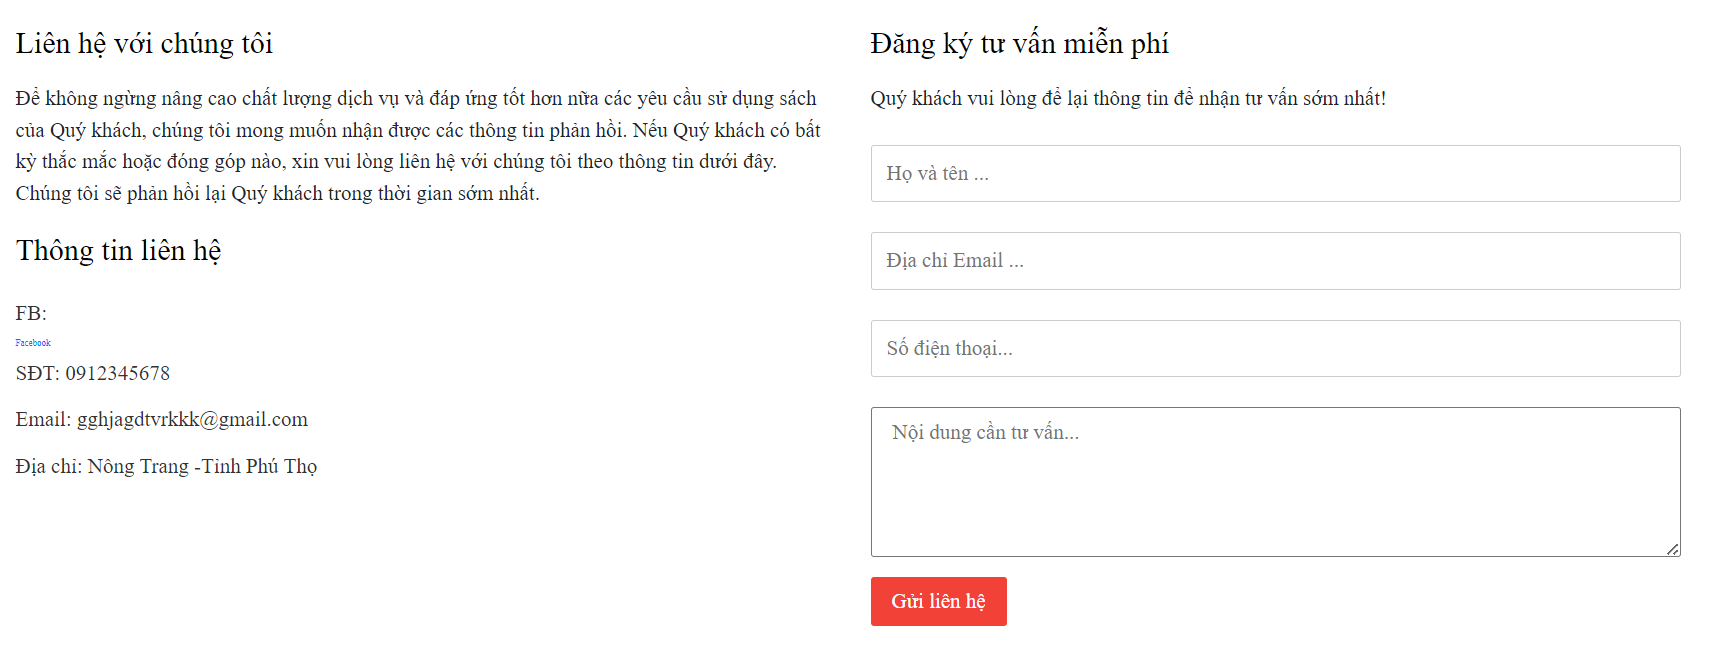 Liên hệ với chúng tôi
Để không ngừng nâng cao chất lượng dịch vụ và đáp ứng tốt hơn nữa các yêu cầu sử dụng sách
của Quý khách, chúng tôi mong muốn nhận được các thông tin phản hồi. Nếu Quý khách có bất
kỳ thắc mắc hoặc đóng góp nào, xin vui lòng liên hệ với chúng tôi theo thông tin dưới đây.
Chúng tôi sẽ phản hồi lại Quý khách trong thời gian sớm nhất.
Thông tin liên hệ
FB:
Facebook
SĐT: 0912345678
Email: gghjagdtvrkkk@gmail.com
Địa chỉ: Nông Trang -Tỉnh Phú Thọ
Đăng ký tư vấn miễn phí
Quý khách vui lòng để lại thông tin để nhận tư vấn sớm nhất!
Họ và tên ...
Địa chỉ Email ...
Số điện thoại...
Nội dung cần tư vấn...
Gửi liên hệ